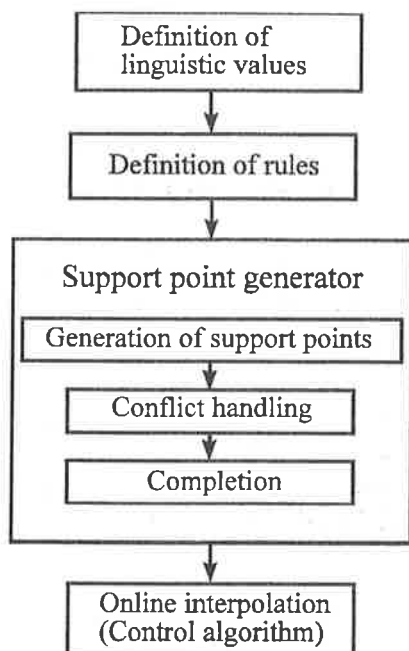 Definition of
linguistic values
Definition of rules
Support point generator
Generation of support points
Conflict handling
Completion
Online interpolation
(Control algorithm)